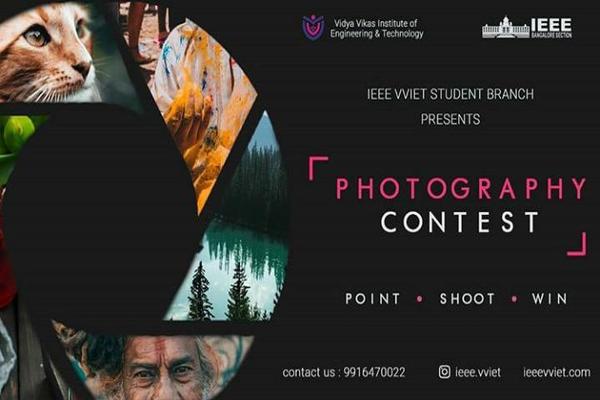 Vidya Vikas Institute of
Engineering & Technology
IEEE
BANGALORE SECTION
IEEE VVIET STUDENT BRANCH
PRESENTS
PHOTOGRAPHY
CONTEST
POINT • SHOOT • WIN
contact us : 9916470022
ieee.vviet
ieeevviet.com